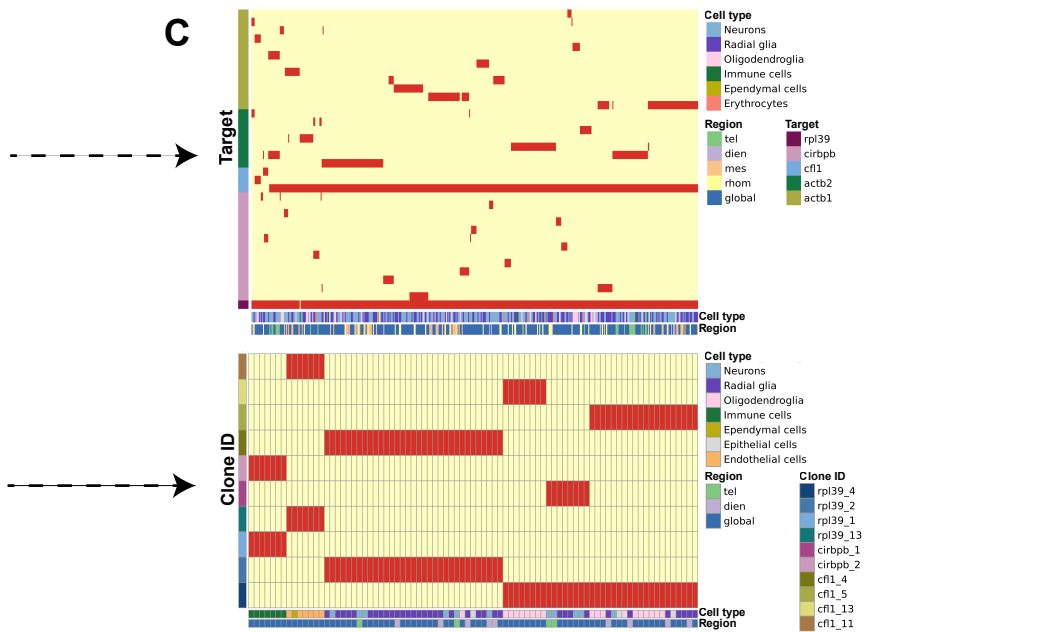 C
Target
Cell type
Neurons
Radial glia
Oligodendroglia
Immune cells
Ependymal cells
Erythrocytes
Region
tel
dien
mes
rhom
global
Target
rpl39
cirbpb
cfl1
actb2
actb1
Cell type
Region
Clone ID
Cell type
Neurons
Radial glia
Oligodendroglia
Immune cells
Ependymal cells
Epithelial cells
Endothelial cells
Region
tel
dien
global
Clone ID
rpl39_4
rpl39_2
rpl39_1
rpl39_13
cirbpb_1
cirbpb_2
cfl1_4
cfl1_5
cfl1_13
cfl1_11
Cell type
Region